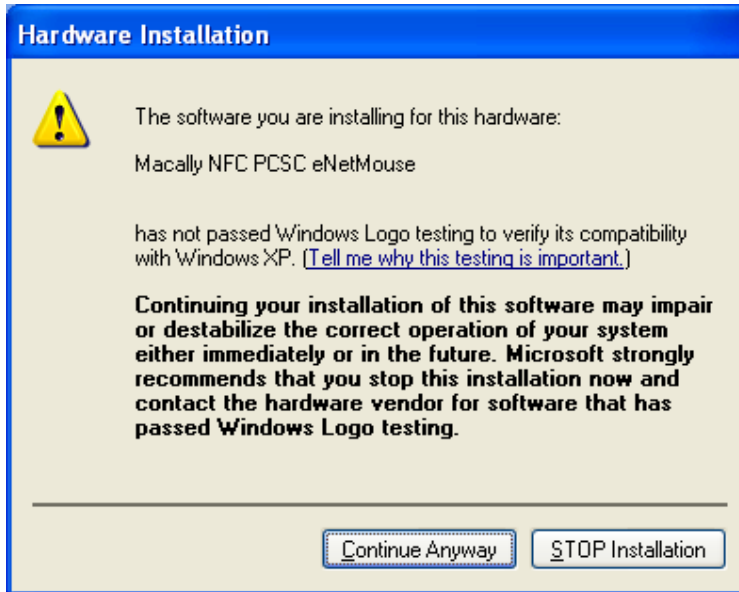 Hardware Installation
The software you are installing for this hardware:
Macally NFC PCSC eNetMouse
has not passed Windows Logo testing to verify its compatibility
with Windows XP. (Tell me why this testing is important.)
Continuing your installation of this software may impair
or destabilize the correct operation of your system
either immediately or in the future. Microsoft strongly
recommends that you stop this installation now and
contact the hardware vendor for software that has
passed Windows Logo testing.
Continue Anyway
STOP Installation